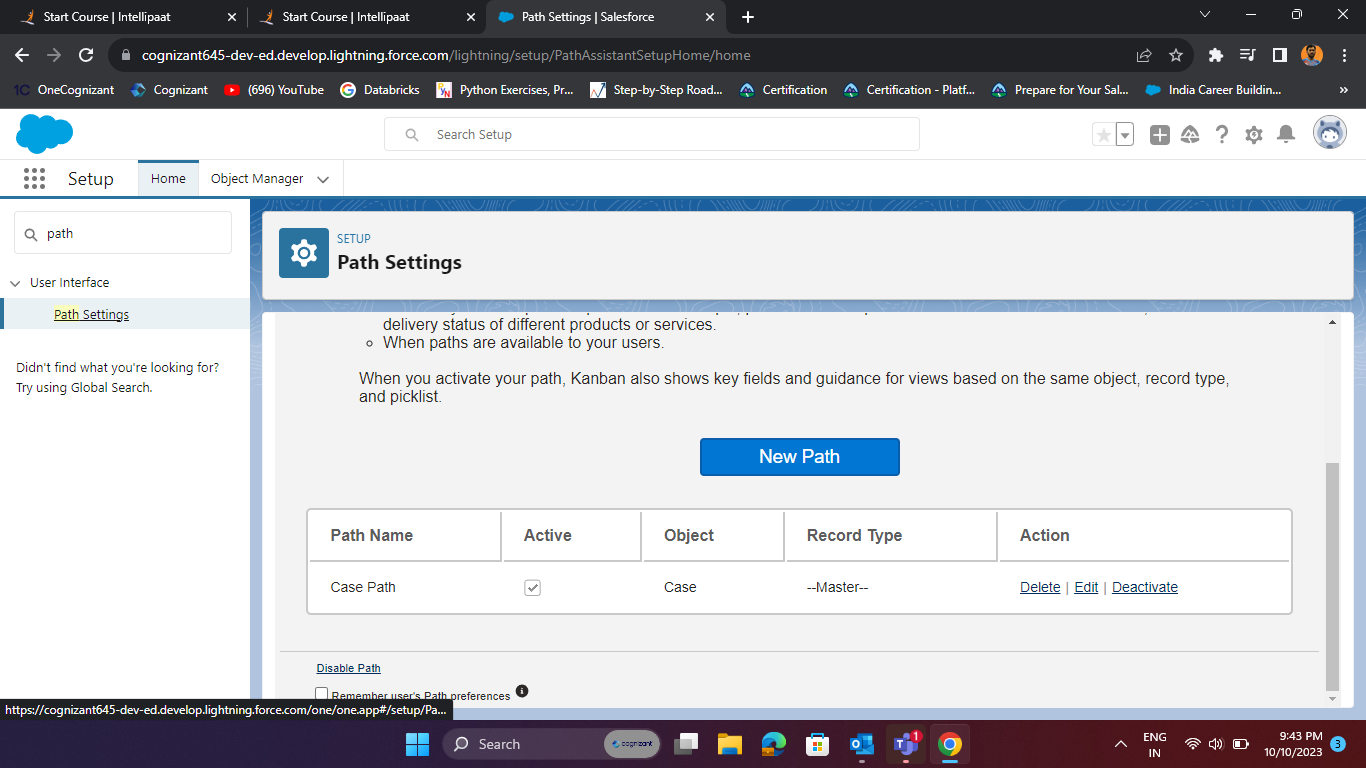 Start Course | Intellipaat
Start Course | Intellipaat
Path Settings | Salesforce
cognizant645-dev-ed.develop.lightning.force.com/lightning/setup/PathAssistantSetupHome/home
1C OneCognizant
Cognizant
(696) YouTube
Databricks
Python Exercises, Pr...
Step-by-Step Road...
Certification
Certification - Platf...
Prepare for Your Sal...
India Career Buildin...
»
Search Setup
Setup
Home
Object Manager
path
User Interface
Path Settings
Didn't find what you're looking for?
Try using Global Search.
SETUP
Path Settings
delivery status of different products or services.
When paths are available to your users.
When you activate your path, Kanban also shows key fields and guidance for views based on the same object, record type,
and picklist.
New Path
Path Name Active Object Record Type Action
Case Path Case --Master-- Delete | Edit | Deactivate
Disable Path
Remember user's Path preferences
https://cognizant645-dev-ed.develop.lightning.force.com/one/one.app#/setup/Pa...
Search
cognizant
1
ENG
IN
9:43 PM
10/10/2023
3